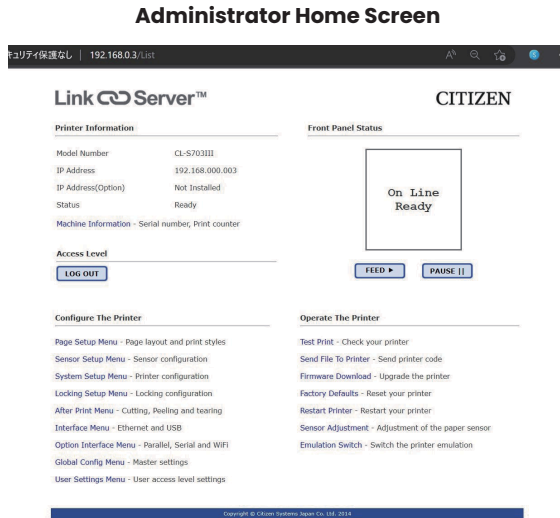 Administrator Home Screen
キュリティ保護なし | 192.168.0.3/List
Link Server™
CITIZEN
Printer Information
Model Number CL-S703III
IP Address 192.168.000.003
IP Address(Option) Not Installed
Status Ready
Machine Information - Serial number, Print counter
Access Level
LOG OUT
Front Panel Status
On Line
Ready
FEED ▶ PAUSE ||
Configure The Printer
Page Setup Menu - Page layout and print styles
Sensor Setup Menu - Sensor configuration
System Setup Menu - Printer configuration
Locking Setup Menu - Locking configuration
After Print Menu - Cutting, Peeling and tearing
Interface Menu - Ethernet and USB
Option Interface Menu - Parallel, Serial and WiFi
Global Config Menu - Master settings
User Settings Menu - User access level settings
Operate The Printer
Test Print - Check your printer
Send File To Printer - Send printer code
Firmware Download - Upgrade the printer
Factory Defaults - Reset your printer
Restart Printer - Restart your printer
Sensor Adjustment - Adjustment of the paper sensor
Emulation Switch - Switch the printer emulation
Copyright © Citizen Systems Japan Co. Ltd. 2014